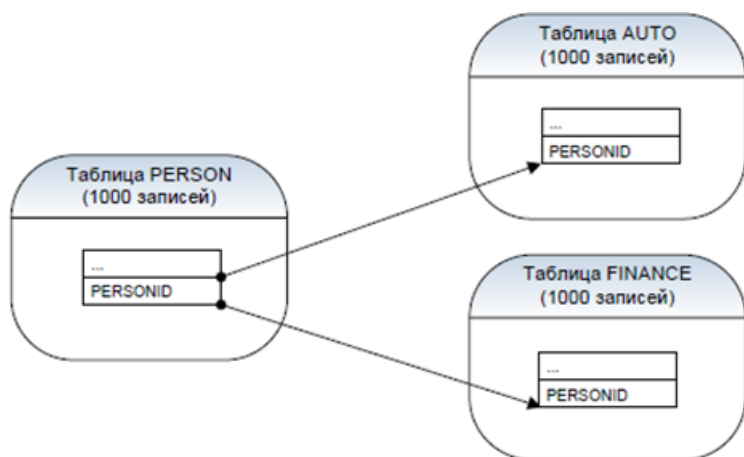 Таблица AUTO
(1000 записей)
...
PERSONID
Таблица PERSON
(1000 записей)
...
PERSONID
Таблица FINANCE
(1000 записей)
...
PERSONID